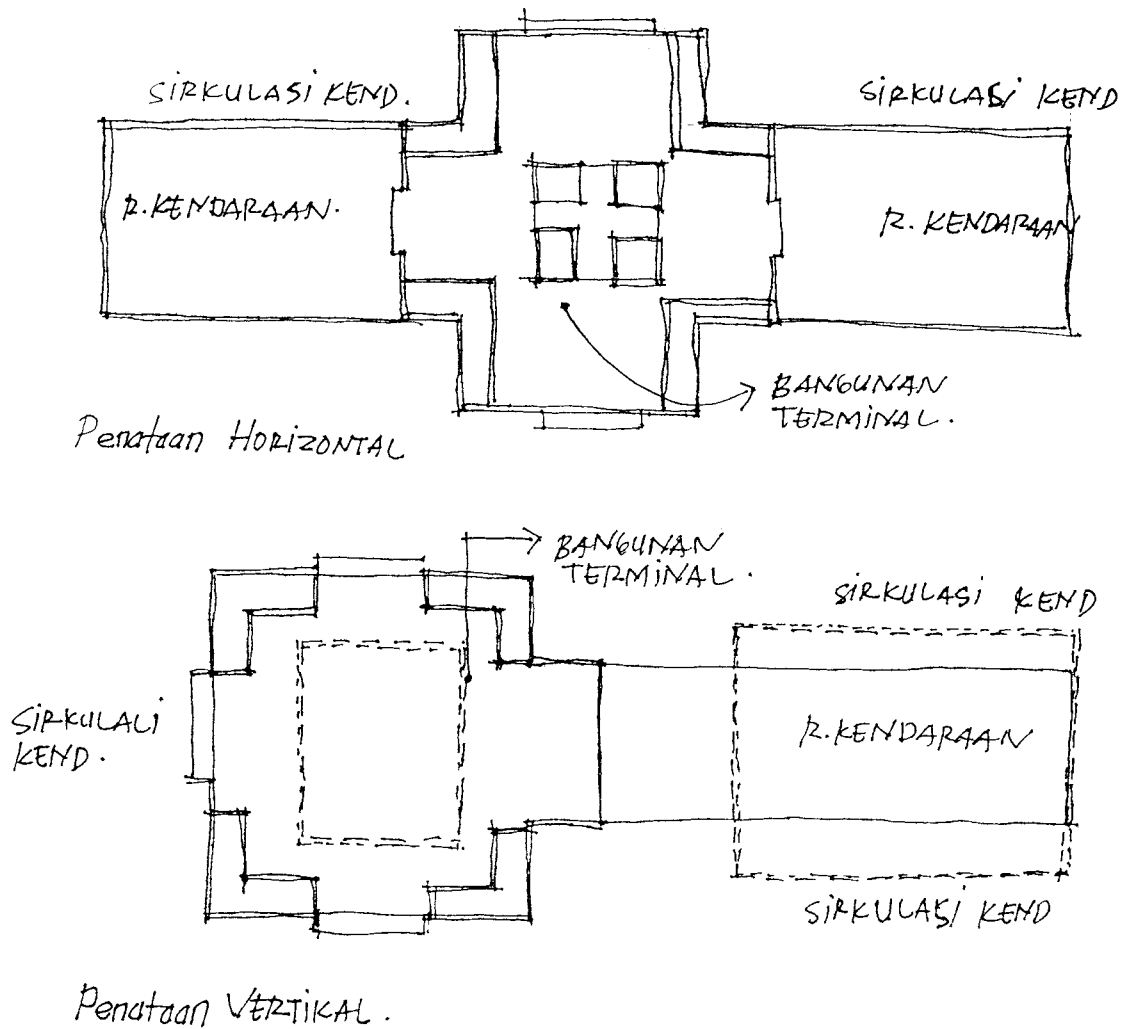 SIRKULASI KEND.
SIRKULASI KEND
R.KENDARAAN.
R. KENDARAAN
BANGUNAN
TERMINAL.
Penataan HORIZONTAL
BANGUNAN
TERMINAL.
SIRKULASI KEND
SIRKULALI
KEND.
R.KENDARAAN
SIRKULASI KEND
Penataan VERTIKAL.